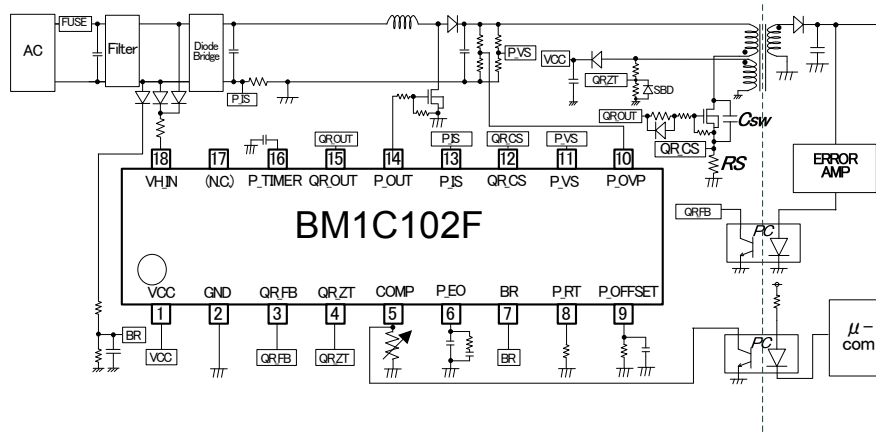 FUSE
AC
Filter
Diode
Bridge
P_IS
P_VS
VCC
QR_ZT
SBD
QR_OUT
Csw
QR_CS
RS
ERROR
AMP
QR_OUT
P_IS
QR_CS
P_VS
18 17 16 15 14 13 12 11 10
VH_IN (N.C.) P_TIMER QR_OUT P_OUT P_IS QR_CS P_VS P_OVP
QR_FB
PC
BM1C102F
VCC GND QR_FB QR_ZT COMP P_EO BR P_RT P_OFFSET
1 2 3 4 5 6 7 8 9
BR
VCC
QR_FB
QR_ZT
BR
PC
μ-
com